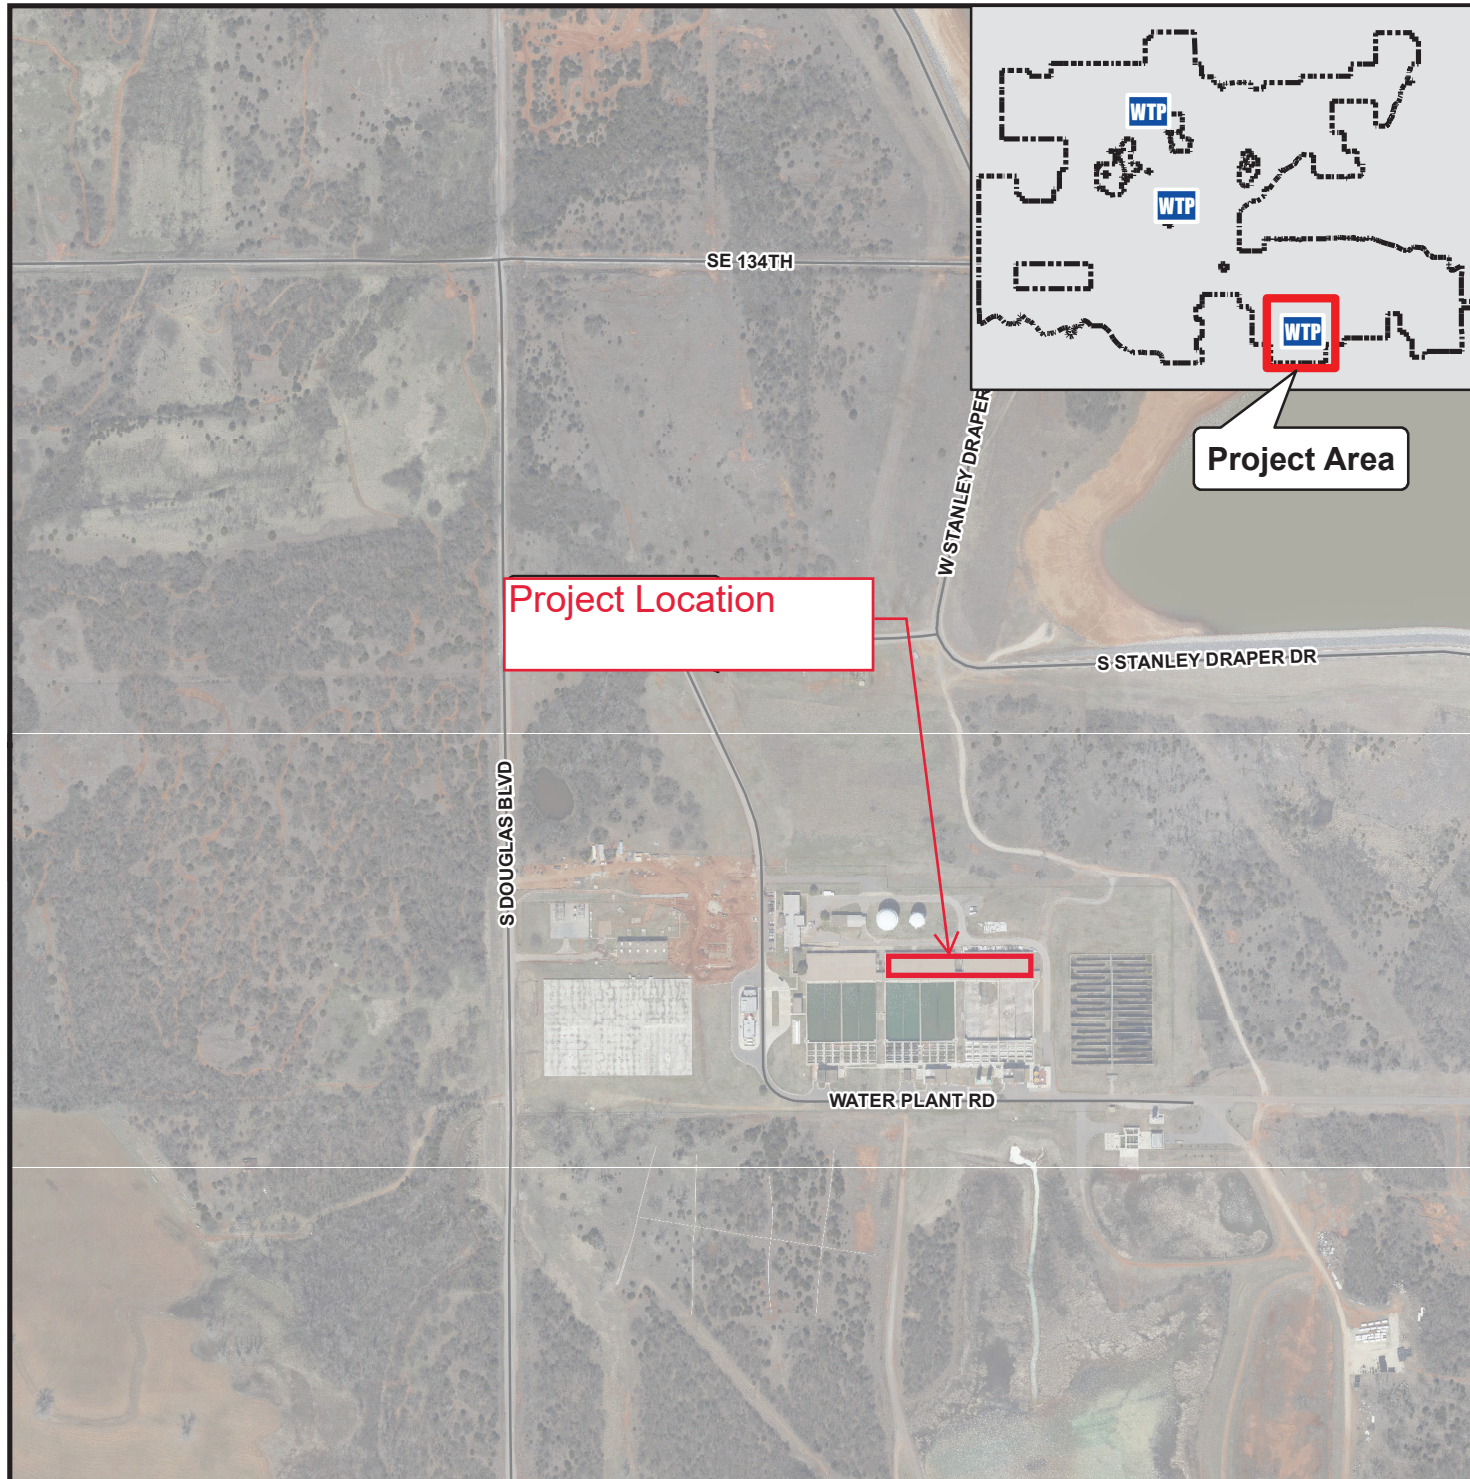 WTP
WTP
SE 134TH
WTP
Project Area
W STANLEY DRAPER
Project Location
S STANLEY DRAPER DR
S DOUGLAS BLVD
WATER PLANT RD